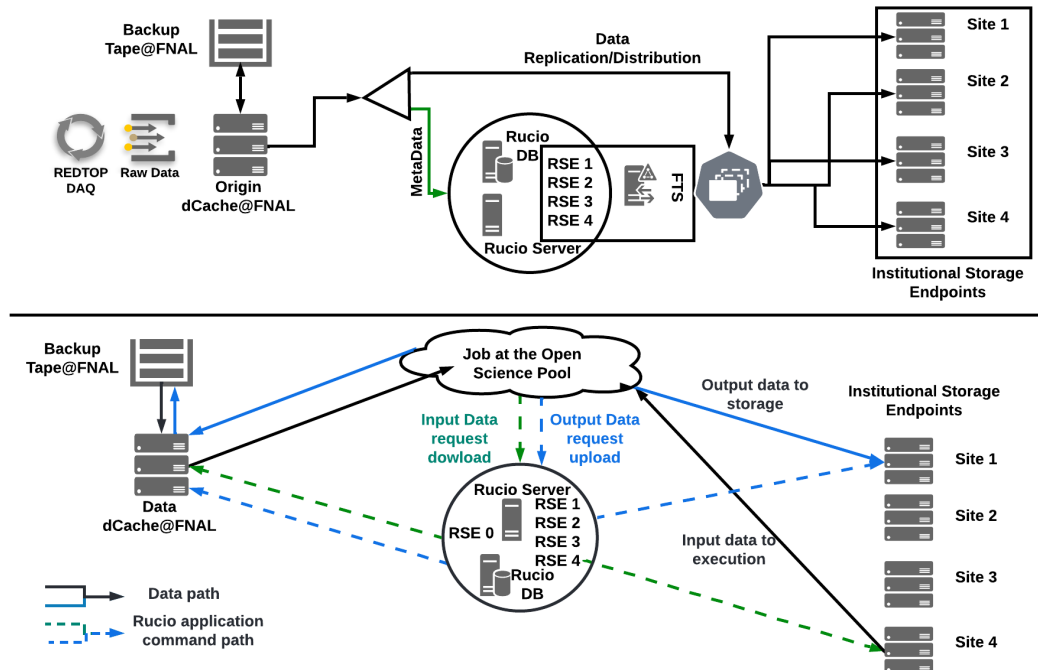 Backup
Tape@FNAL
REDTOP
DAQ
Raw Data
Origin
dCache@FNAL
MetaData
Data
Replication/Distribution
Rucio
DB
RSE 1
RSE 2
RSE 3
RSE 4
Rucio Server
FTS
Site 1
Site 2
Site 3
Site 4
Institutional Storage
Endpoints
Backup
Tape@FNAL
Data
dCache@FNAL
Job at the Open
Science Pool
Input Data
request
dowload
Output Data
request
upload
Rucio Server
RSE 0
RSE 1
RSE 2
RSE 3
RSE 4
Rucio
DB
Output data to
storage
Input data to
execution
Institutional Storage
Endpoints
Site 1
Site 2
Site 3
Site 4
Data path
Rucio application
command path